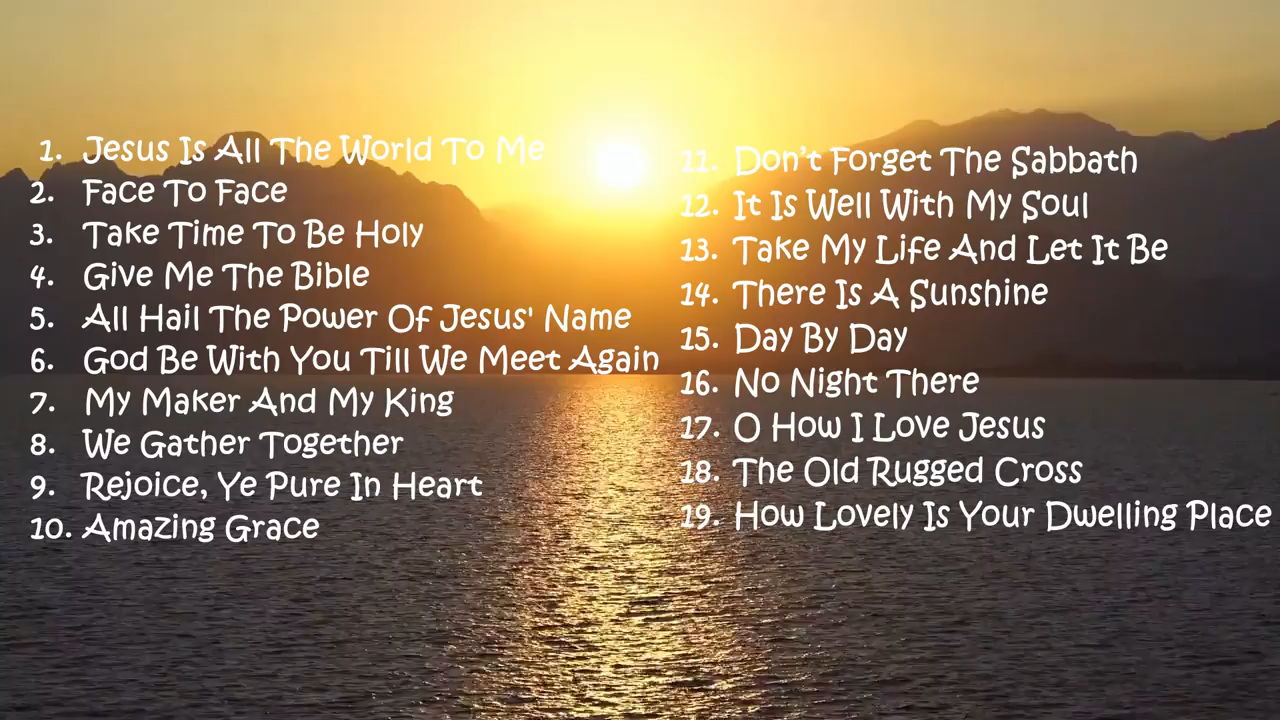 1. Jesus Is All The World To Me
2. Face To Face
3. Take Time To Be Holy
4. Give Me The Bible
5. All Hail The Power Of Jesus' Name
6. God Be With You Till We Meet Again
7. My Maker And My King
8. We Gather Together
9. Rejoice, Ye Pure In Heart
10. Amazing Grace
11. Don't Forget The Sabbath
12. It Is Well With My Soul
13. Take My Life And Let It Be
14. There Is A Sunshine
15. Day By Day
16. No Night There
17. O How I Love Jesus
18. The Old Rugged Cross
19. How Lovely Is Your Dwelling Place